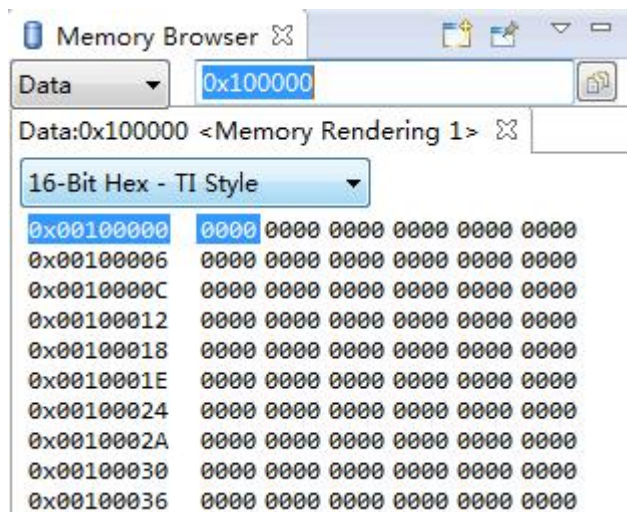 Memory Browser
Data 0x100000
Data:0x100000 <Memory Rendering 1>
16-Bit Hex - TI Style
0x00100000 0000 0000 0000 0000 0000 0000
0x00100006 0000 0000 0000 0000 0000 0000
0x0010000C 0000 0000 0000 0000 0000 0000
0x00100012 0000 0000 0000 0000 0000 0000
0x00100018 0000 0000 0000 0000 0000 0000
0x0010001E 0000 0000 0000 0000 0000 0000
0x00100024 0000 0000 0000 0000 0000 0000
0x0010002A 0000 0000 0000 0000 0000 0000
0x00100030 0000 0000 0000 0000 0000 0000
0x00100036 0000 0000 0000 0000 0000 0000